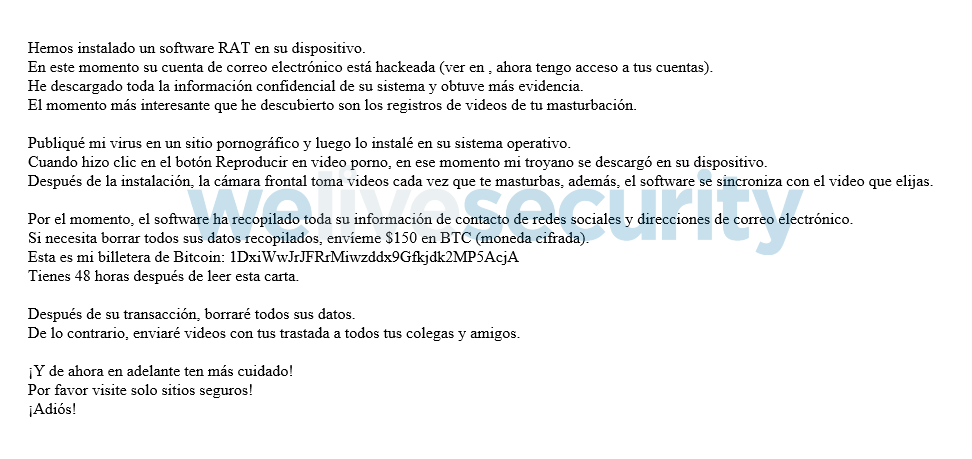 Hemos instalado un software RAT en su dispositivo.
En este momento su cuenta de correo electrónico está hackeada (ver en , ahora tengo acceso a tus cuentas).
He descargado toda la información confidencial de su sistema y obtuve más evidencia.
El momento más interesante que he descubierto son los registros de videos de tu masturbación.
Publiqué mi virus en un sitio pornográfico y luego lo instalé en su sistema operativo.
Cuando hizo clic en el botón Reproducir en video porno, en ese momento mi troyano se descargó en su dispositivo.
Después de la instalación, la cámara frontal toma videos cada vez que te masturbas, además, el software se sincroniza con el video que elijas.
welivesecurity
Por el momento, el software ha recopilado toda su información de contacto de redes sociales y direcciones de correo electrónico.
Si necesita borrar todos sus datos recopilados, envíeme $150 en BTC (moneda cifrada).
Esta es mi billetera de Bitcoin: 1DxiWwJrJFRrMiwzddx9Gfkjdk2MP5AcjA
Tienes 48 horas después de leer esta carta.
Después de su transacción, borraré todos sus datos.
De lo contrario, enviaré videos con tus trastada a todos tus colegas y amigos.
¡Y de ahora en adelante ten más cuidado!
Por favor visite solo sitios seguros!
¡Adiós!